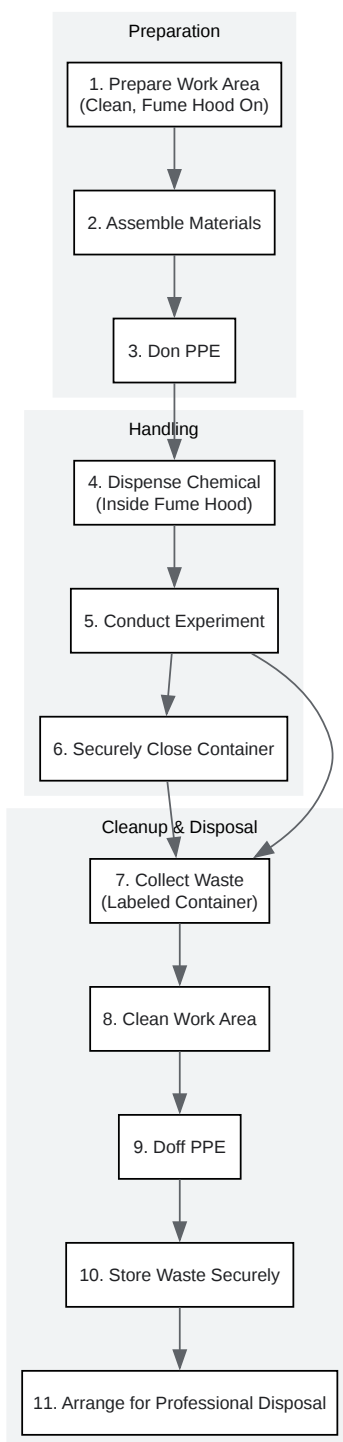 Preparation
1. Prepare Work Area
(Clean, Fume Hood On)
2. Assemble Materials
3. Don PPE
Handling
4. Dispense Chemical
(Inside Fume Hood)
5. Conduct Experiment
6. Securely Close Container
Cleanup & Disposal
7. Collect Waste
(Labeled Container)
8. Clean Work Area
9. Doff PPE
10. Store Waste Securely
11. Arrange for Professional Disposal